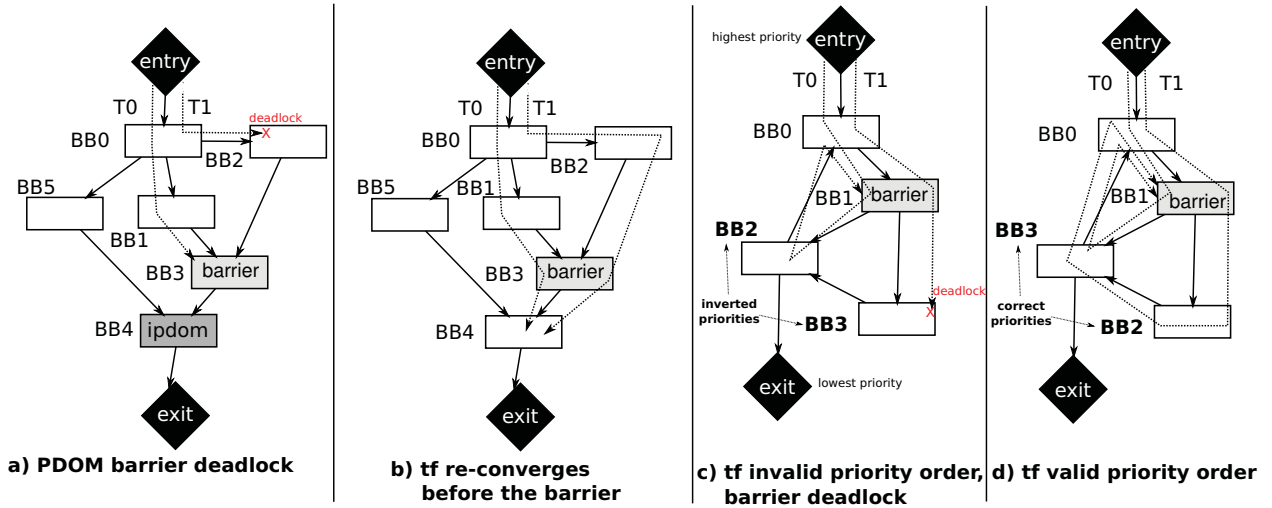 entry
T0
T1
deadlock
X
BB0
BB2
BB5
BB1
BB3
barrier
BB4
ipdom
exit
a) PDOM barrier deadlock
entry
T0
T1
BB0
BB2
BB5
BB1
BB3
barrier
BB4
exit
b) tf re-converges
before the barrier
highest priority
entry
T0
T1
BB0
BB1
barrier
BB2
deadlock
X
inverted
priorities
BB3
exit
lowest priority
c) tf invalid priority order,
barrier deadlock
entry
T0
T1
BB0
BB1
barrier
BB3
correct
priorities
BB2
exit
d) tf valid priority order